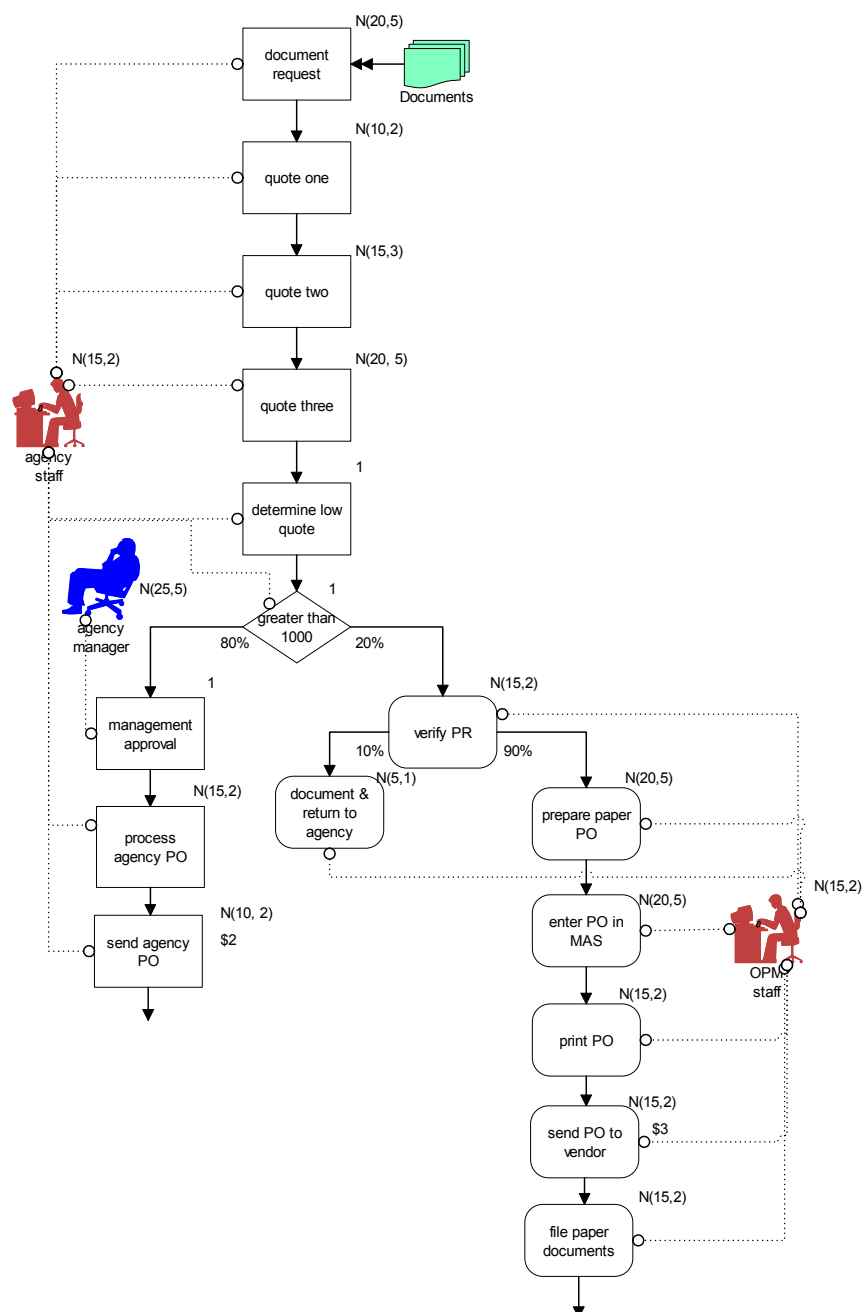 N(20,5)
document
request
Documents
N(10,2)
quote one
N(15,3)
quote two
N(20, 5)
N(15,2)
quote three
agency
staff
1
determine low
quote
N(25,5)
1
greater than
1000
agency
manager
80%
20%
1
management
approval
N(15,2)
verify PR
10%
90%
N(15,2)
process
agency PO
N(5,1)
document &
return to
agency
N(20,5)
prepare paper
PO
N(15,2)
N(10, 2)
$2
send agency
PO
N(20,5)
enter PO in
MAS
OPM
staff
N(15,2)
print PO
N(15,2)
$3
send PO to
vendor
N(15,2)
file paper
documents